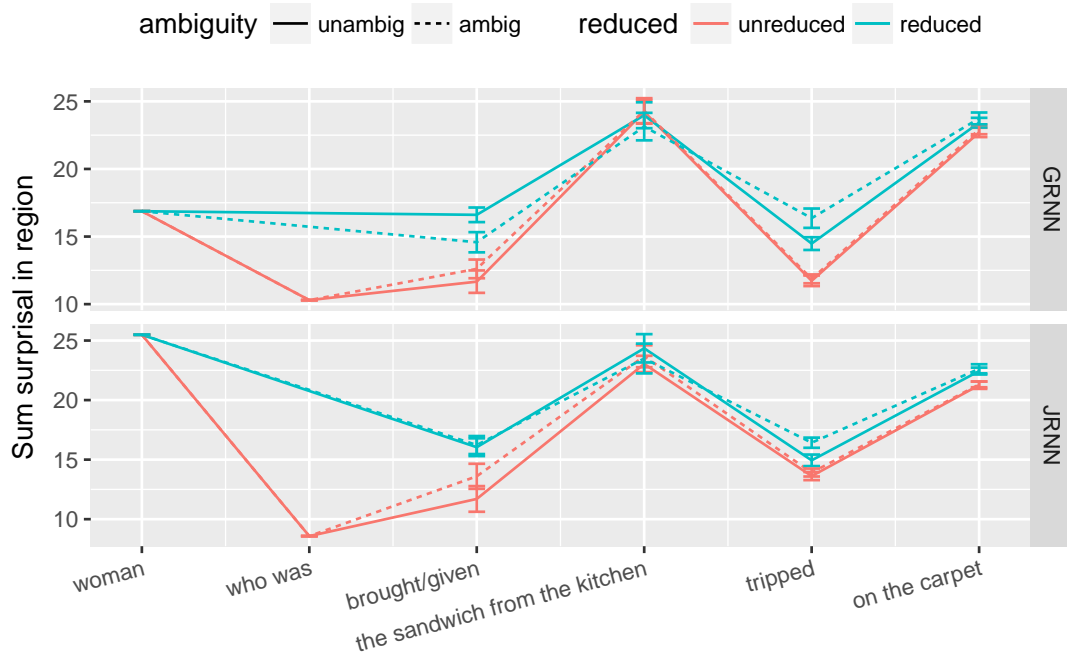 ambiguity unambig ambig reduced unreduced reduced
Sum surprisal in region
25
20
15
10
GRNN
25
20
15
10
JRNN
woman
who was
brought/given
the sandwich from the kitchen
tripped
on the carpet